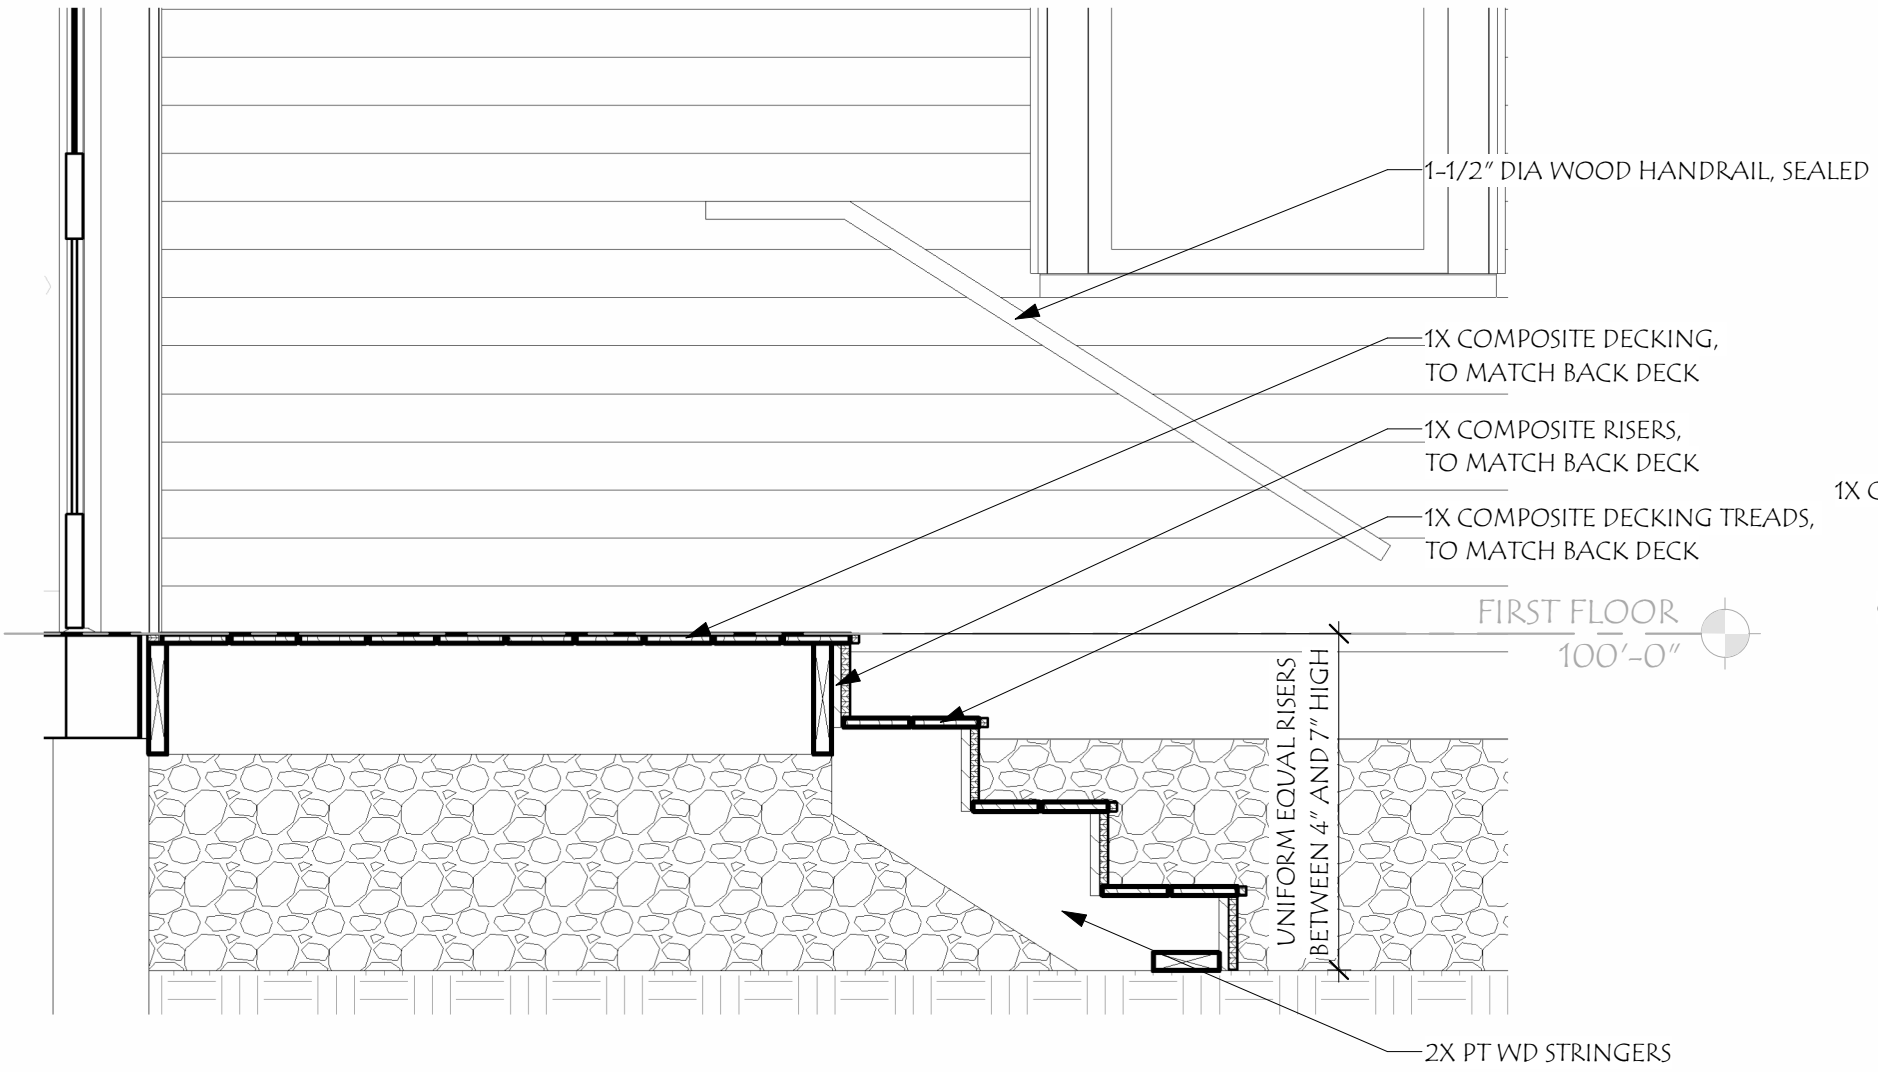 1-1/2" DIA WOOD HANDRAIL, SEALED
1X COMPOSITE DECKING,
TO MATCH BACK DECK
1X COMPOSITE RISERS,
TO MATCH BACK DECK
1X
1X COMPOSITE DECKING TREADS,
TO MATCH BACK DECK
FIRST FLOOR
100'-0"
UNIFORM EQUAL RISERS
BETWEEN 4" AND 7" HIGH
2X PT WD STRINGERS